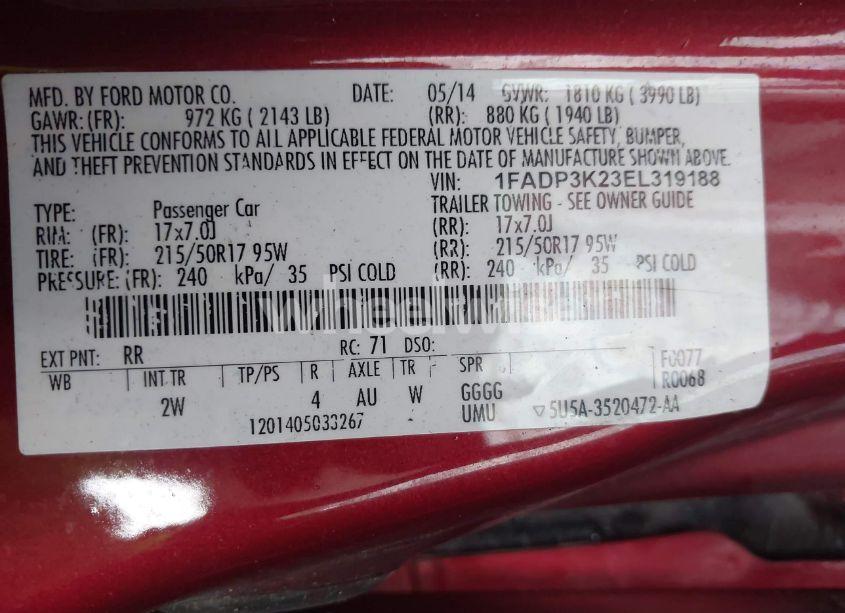 MFD. BY FORD MOTOR CO. DATE: 05/14 GVWR: 1810 KG ( 3990 LB)
GAWR: (FR): 972 KG ( 2143 LB) (RR): 880 KG ( 1940 LB)
THIS VEHICLE CONFORMS TO ALL APPLICABLE FEDERAL MOTOR VEHICLE SAFETY, BUMPER,
AND THEFT PREVENTION STANDARDS IN EFFECT ON THE DATE OF MANUFACTURE SHOWN ABOVE.
VIN: 1FADP3K23EL319188
TYPE: Passenger Car TRAILER TOWING - SEE OWNER GUIDE
RIM: (FR): 17x7.0J (RR): 17x7.0J
TIRE: (FR): 215/50R17 95W (RR): 215/50R17 95W
PRESSURE: (FR): 240 kPa/ 35 PSI COLD (RR): 240 kPa/ 35 PSI COLD
EXT PNT: RR RC: 71 DSO: F0077
WB INT TR TP/PS R AXLE TR SPR R0068
2W 4 AU W GGGG
UMU 5U5A-3520472-AA
1201405033267